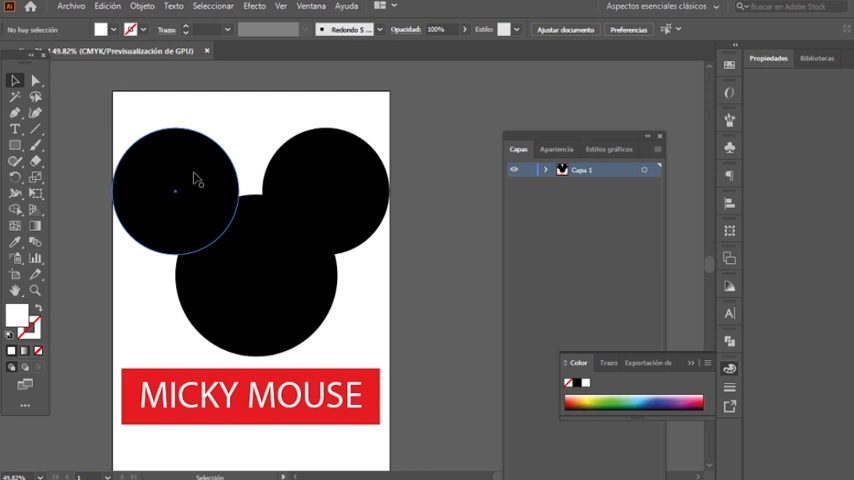 Archivo Edición Objeto Texto Seleccionar Efecto Ver Ventana Ayuda Aspectos esenciales clásicos Buscar en Adobe Stock
No hay selección Trazo: Redondo 5 ... Opacidad: 100% Estilo: Ajustar documento Preferencias
149.82% (CMYK/Previsualización de GPU) ×
Propiedades Bibliotecas
Capas Apariencia Estilos gráficos
Capa 1
Color Trazo Exportación de
MICKY MOUSE
49.82% 1 Selección